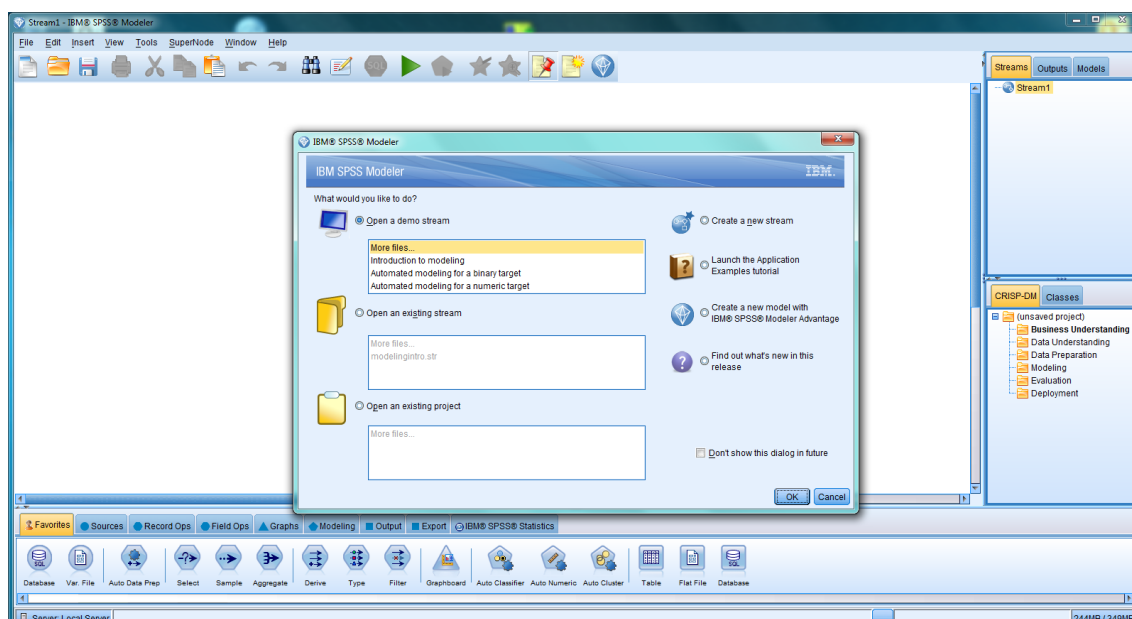 Stream1 - IBM® SPSS® Modeler
File Edit Insert View Tools SuperNode Window Help
SQL
Streams Outputs Models
Stream1
IBM® SPSS® Modeler
IBM SPSS Modeler
IBM.
What would you like to do?
Open a demo stream
More files...
Introduction to modeling
Automated modeling for a binary target
Automated modeling for a numeric target
Open an existing stream
More files...
modelingintro.str
Open an existing project
More files...
Create a new stream
Launch the Application
Examples tutorial
Create a new model with
IBM® SPSS® Modeler Advantage
Find out what's new in this
release
Don't show this dialog in future
OK Cancel
CRISP-DM Classes
(unsaved project)
Business Understanding
Data Understanding
Data Preparation
Modeling
Evaluation
Deployment
Favorites Sources Record Ops Field Ops Graphs Modeling Output Export IBM® SPSS® Statistics
SQL SQL
Database Var. File Auto Data Prep Select Sample Aggregate Derive Type Filter Graphboard Auto Classifier Auto Numeric Auto Cluster Table Flat File Database
Server: Local Server 244MB / 348MB